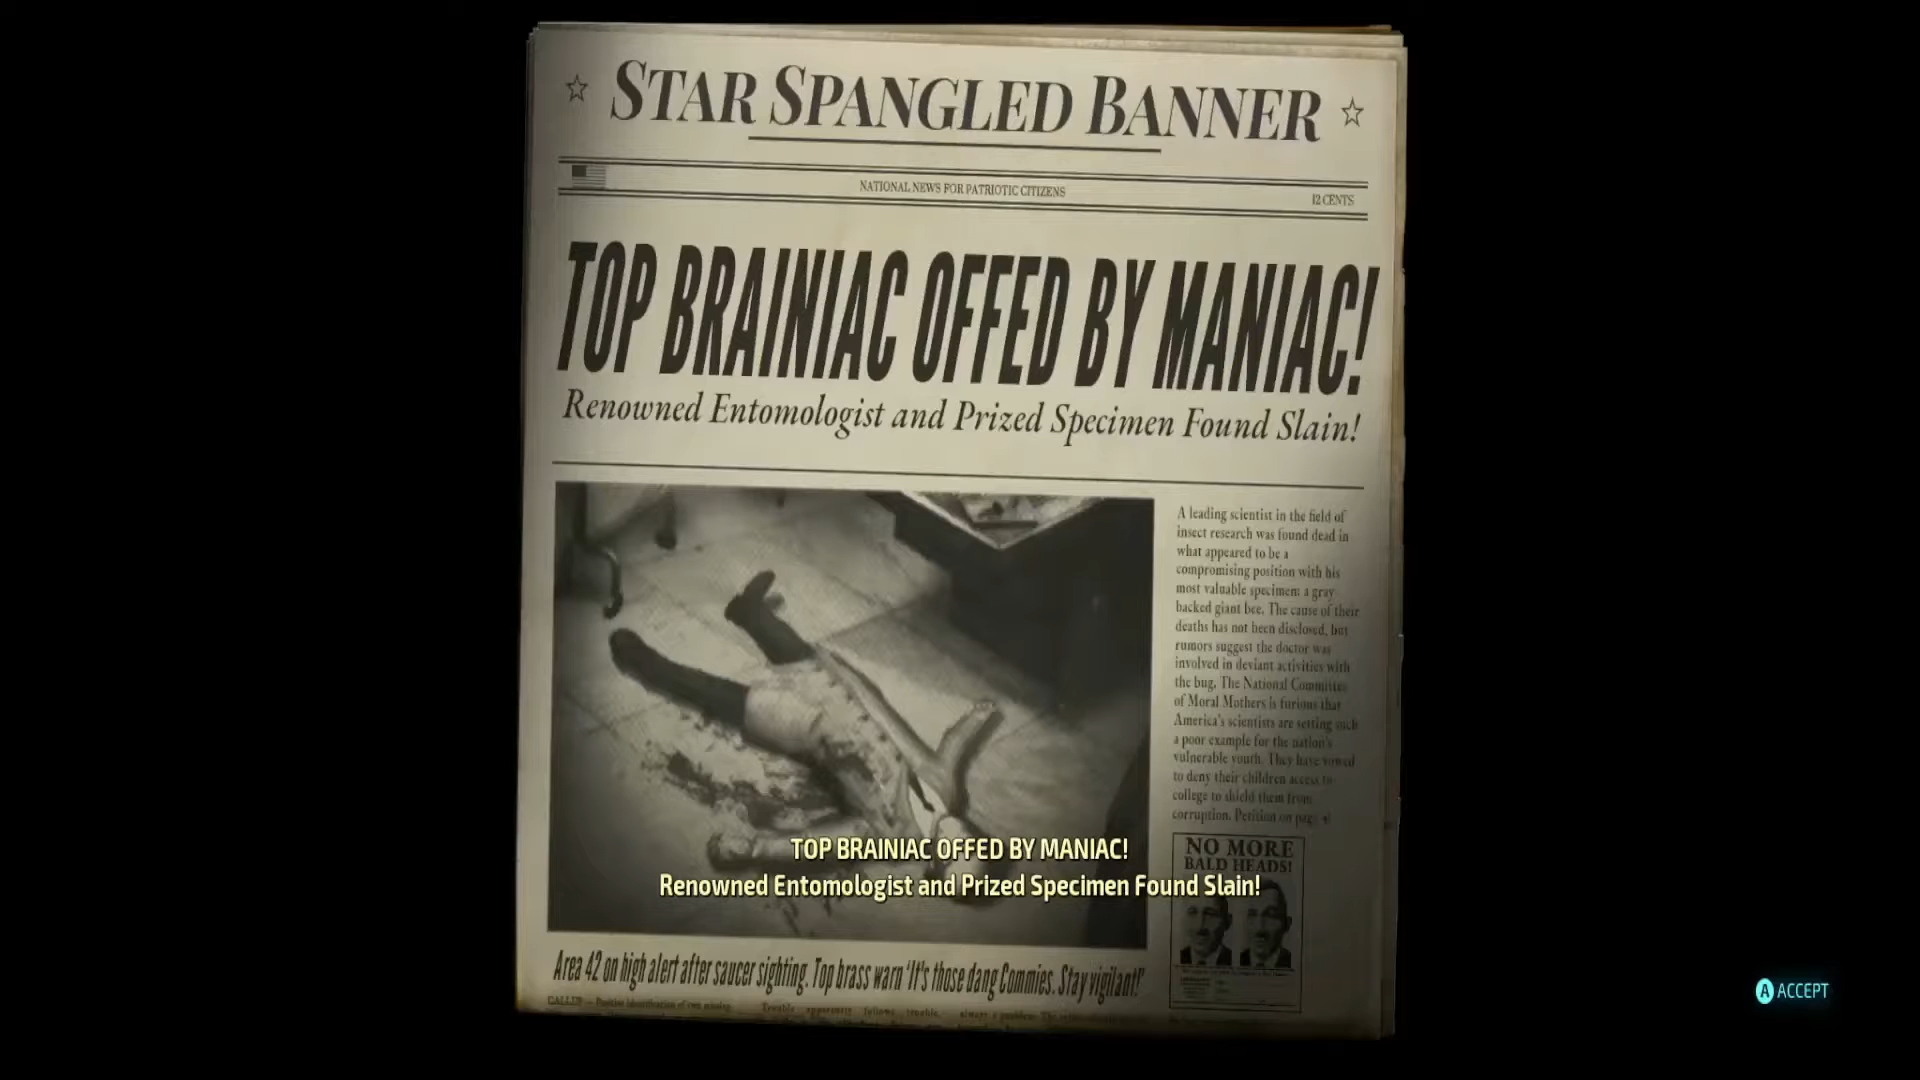 STAR SPANGLED BANNER
NATIONAL NEWS FOR PATRIOTIC CITIZENS
12 CENTS
TOP BRAINIAC OFFED BY MANIAC!
Renowned Entomologist and Prized Specimen Found Slain!
A leading scientist in the field of
insect research was found dead in
what appeared to be a
compromising position with his
most valuable specimen: a gray
backed giant bee. The cause of their
deaths has not been disclosed, but
rumors suggest the doctor was
involved in deviant activities with
the bug. The National Committee
of Moral Mothers is furious that
America's scientists are setting such
a poor example for the nation's
vulnerable youth. They have vowed
to deny their children access to
college to shield them from
corruption. Petition on page 4!
NO MORE
BALD HEADS!
TOP BRAINIAC OFFED BY MANIAC!
Renowned Entomologist and Prized Specimen Found Slain!
Area 42 on high alert after saucer sighting. Top brass warn 'It's those dang Commies. Stay vigilant!'
Trouble apparently follows trouble,
A ACCEPT